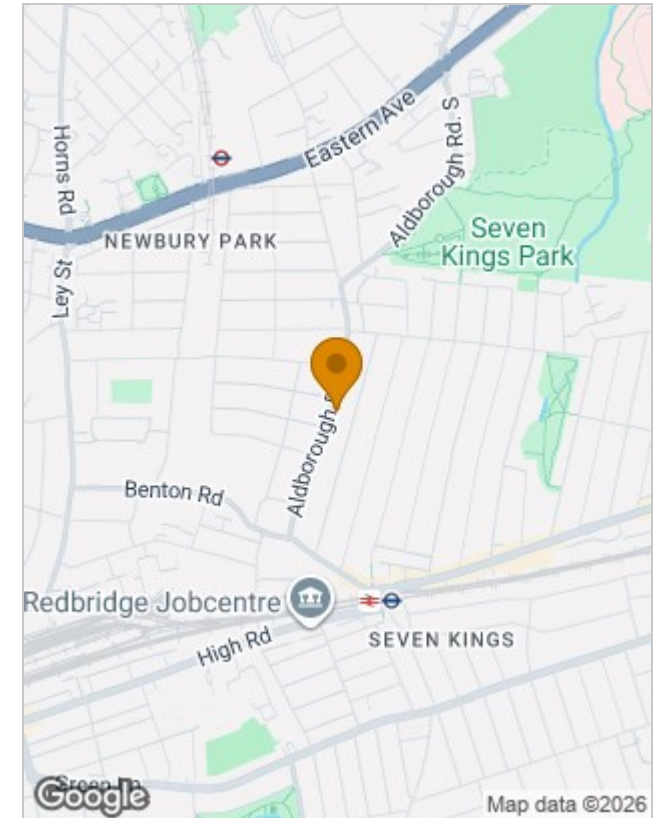 Horns Rd
Eastern Ave
Aldborough Rd. S
NEWBURY PARK
Seven
Kings Park
Ley St
Aldborough
Benton Rd
Redbridge Jobcentre
High Rd
SEVEN KINGS
Google
Map data ©2026